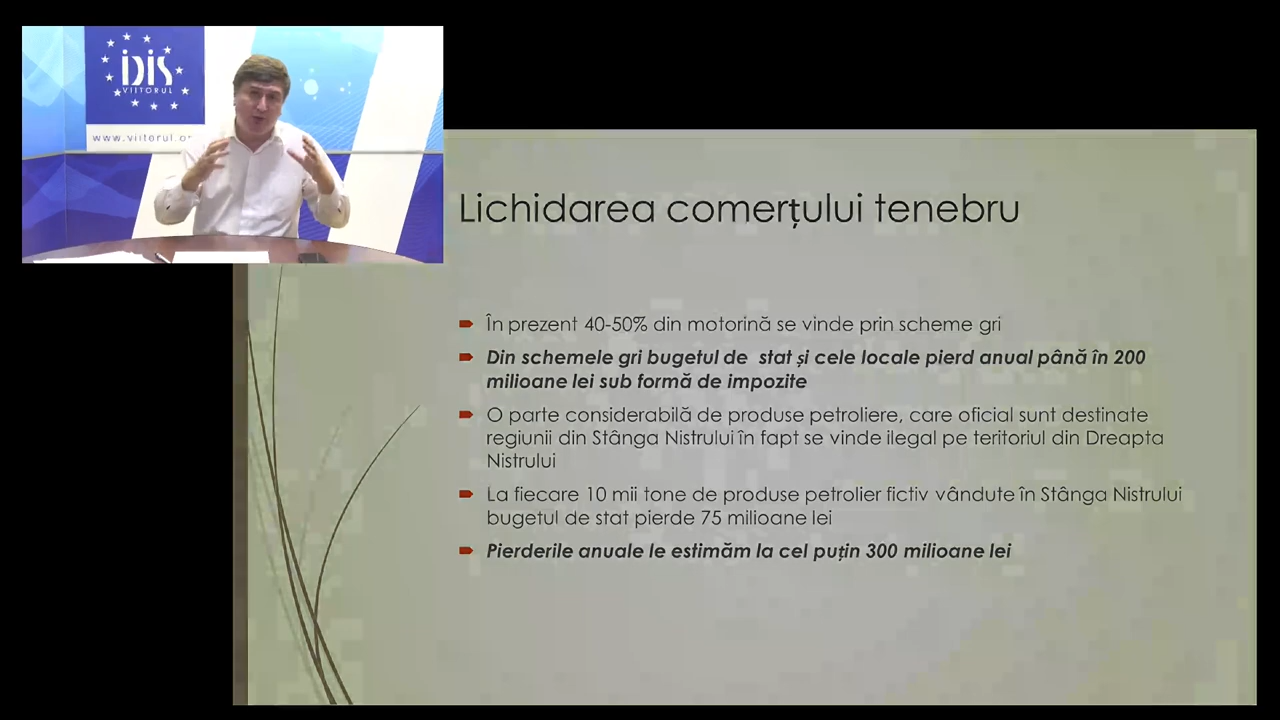 iDiS
VIITORUL
Lichidarea comerțului tenebru
În prezent 40-50% din motorină se vinde prin scheme gri
Din schemele gri bugetul de stat și cele locale pierd anual până în 200
milioane lei sub formă de impozite
O parte considerabilă de produse petroliere, care oficial sunt destinate
regiunii din Stânga Nistrului în fapt se vinde ilegal pe teritoriul din Dreapta
Nistrului
La fiecare 10 mii tone de produse petrolier fictiv vândute în Stânga Nistrului
bugetul de stat pierde 75 milioane lei
Pierderile anuale le estimăm la cel puțin 300 milioane lei